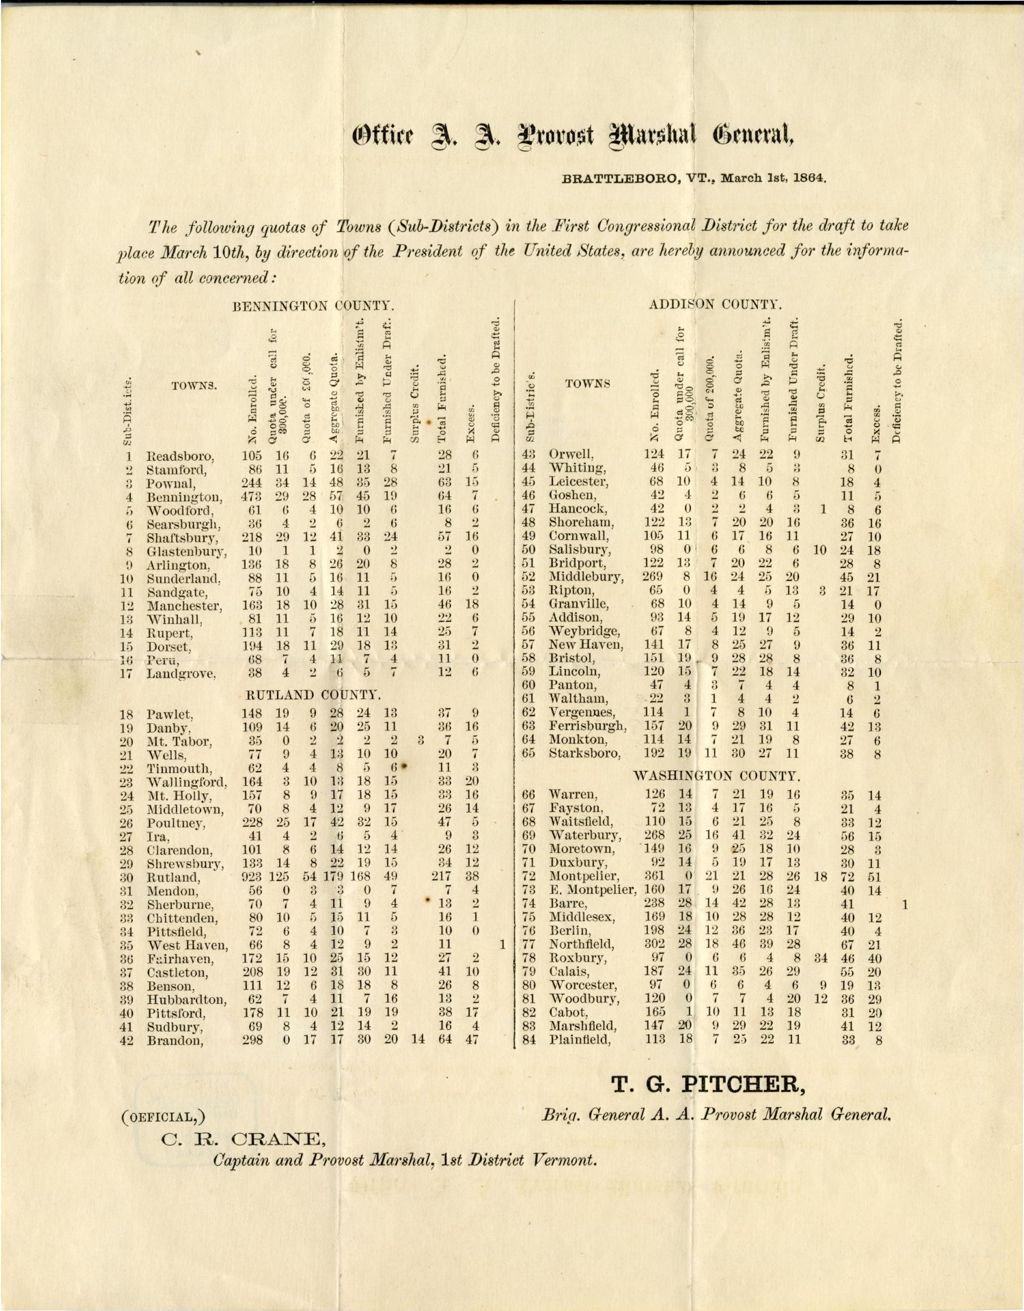 Office A. A. Provost Marshal General,
BRATTLEBORO, VT., March 1st, 1864.
The following quotas of Towns (Sub-Districts) in the First Congressional District for the draft to take
place March 10th, by direction of the President of the United States, are hereby announced for the informa-
tion of all concerned:
BENNINGTON COUNTY.
Sub-Districts. TOWNS. No. Enrolled. Quota under call for 300,000. Quota of 200,000. Aggregate Quota. Furnished by Enlistm't. Furnished Under Draft. Surplus Credit. Total Furnished. Excess. Deficiency to be Drafted.
1 Readsboro, 105 16 6 22 21 7 28 6
2 Stamford, 86 11 5 16 13 8 21 5
3 Pownal, 244 34 14 48 35 28 63 15
4 Bennington, 473 29 28 57 45 19 64 7
5 Woodford, 61 6 4 10 10 6 16 6
6 Searsburgh, 36 4 2 6 2 6 8 2
7 Shaftsbury, 218 29 12 41 33 24 57 16
8 Glastenbury, 10 1 1 2 0 2 2 0
9 Arlington, 136 18 8 26 20 8 28 2
10 Sunderland, 88 11 5 16 11 5 16 0
11 Sandgate, 75 10 4 14 11 5 16 2
12 Manchester, 163 18 10 28 31 15 46 18
13 Winhall, 81 11 5 16 12 10 22 6
14 Rupert, 113 11 7 18 11 14 25 7
15 Dorset, 194 18 11 29 18 13 31 2
16 Peru, 68 7 4 11 7 4 11 0
17 Landgrove, 38 4 2 6 5 7 12 6
RUTLAND COUNTY.
18 Pawlet, 148 19 9 28 24 13 37 9
19 Danby, 109 14 6 20 25 11 36 16
20 Mt. Tabor, 35 0 2 2 2 2 3 7 5
21 Wells, 77 9 4 13 10 10 20 7
22 Tinmouth, 62 4 4 8 5 6 11 3
23 Wallingford, 164 3 10 13 18 15 33 20
24 Mt. Holly, 157 8 9 17 18 15 33 16
25 Middletown, 70 8 4 12 9 17 26 14
26 Poultney, 228 25 17 42 32 15 47 5
27 Ira, 41 4 2 6 5 4 9 3
28 Clarendon, 101 8 6 14 12 14 26 12
29 Shrewsbury, 133 14 8 22 19 15 34 12
30 Rutland, 923 125 54 179 168 49 217 38
31 Mendon, 56 0 3 3 0 7 7 4
32 Sherburne, 70 7 4 11 9 4 13 2
33 Chittenden, 80 10 5 15 11 5 16 1
34 Pittsfield, 72 6 4 10 7 3 10 0
35 West Haven, 66 8 4 12 9 2 11 1
36 Fairhaven, 172 15 10 25 15 12 27 2
37 Castleton, 208 19 12 31 30 11 41 10
38 Benson, 111 12 6 18 18 8 26 8
39 Hubbardton, 62 7 4 11 7 16 13 2
40 Pittsford, 178 11 10 21 19 19 38 17
41 Sudbury, 69 8 4 12 14 2 16 4
42 Brandon, 298 0 17 17 30 20 14 64 47
ADDISON COUNTY.
Sub-Districts. TOWNS No. Enrolled. Quota under call for 300,000 Quota of 200,000. Aggregate Quota. Furnished by Enlistm't. Furnished Under Draft. Surplus Credit. Total Furnished. Excess. Deficiency to be Drafted.
43 Orwell, 124 17 7 24 22 9 31 7
44 Whiting, 46 5 3 8 5 3 8 0
45 Leicester, 68 10 4 14 10 8 18 4
46 Goshen, 42 4 2 6 6 5 11 5
47 Hancock, 42 0 2 2 4 3 1 8 6
48 Shoreham, 122 13 7 20 20 16 36 16
49 Cornwall, 105 11 6 17 16 11 27 10
50 Salisbury, 98 0 6 6 8 6 10 24 18
51 Bridport, 122 13 7 20 22 6 28 8
52 Middlebury, 269 8 16 24 25 20 45 21
53 Ripton, 65 0 4 4 5 13 3 21 17
54 Granville, 68 10 4 14 9 5 14 0
55 Addison, 93 14 5 19 17 12 29 10
56 Weybridge, 67 8 4 12 9 5 14 2
57 New Haven, 141 17 8 25 27 9 36 11
58 Bristol, 151 19 9 28 28 8 36 8
59 Lincoln, 120 15 7 22 18 14 32 10
60 Panton, 47 4 3 7 4 4 8 1
61 Waltham, 22 3 1 4 4 2 6 2
62 Vergennes, 114 1 7 8 10 4 14 6
63 Ferrisburgh, 157 20 9 29 31 11 42 13
64 Monkton, 114 14 7 21 19 8 27 6
65 Starksboro, 192 19 11 30 27 11 38 8
WASHINGTON COUNTY.
66 Warren, 126 14 7 21 19 16 35 14
67 Fayston, 72 13 4 17 16 5 21 4
68 Waitsfield, 110 15 6 21 25 8 33 12
69 Waterbury, 268 25 16 41 32 24 56 15
70 Moretown, 149 16 9 25 18 10 28 3
71 Duxbury, 92 14 5 19 17 13 30 11
72 Montpelier, 361 0 21 21 28 26 18 72 51
73 E. Montpelier, 160 17 9 26 16 24 40 14
74 Barre, 238 28 14 42 28 13 41 1
75 Middlesex, 169 18 10 28 28 12 40 12
76 Berlin, 198 24 12 36 23 17 40 4
77 Northfield, 302 28 18 46 39 28 67 21
78 Roxbury, 97 0 6 6 4 8 34 46 40
79 Calais, 187 24 11 35 26 29 55 20
80 Worcester, 97 0 6 6 4 6 9 19 13
81 Woodbury, 120 0 7 7 4 20 12 36 29
82 Cabot, 165 1 10 11 13 18 31 20
83 Marshfield, 147 20 9 29 22 19 41 12
84 Plainfield, 113 18 7 25 22 11 33 8
T. G. PITCHER,
Brig. General A. A. Provost Marshal General.
(OFFICIAL,)
C. R. CRANE,
Captain and Provost Marshal, 1st District Vermont.